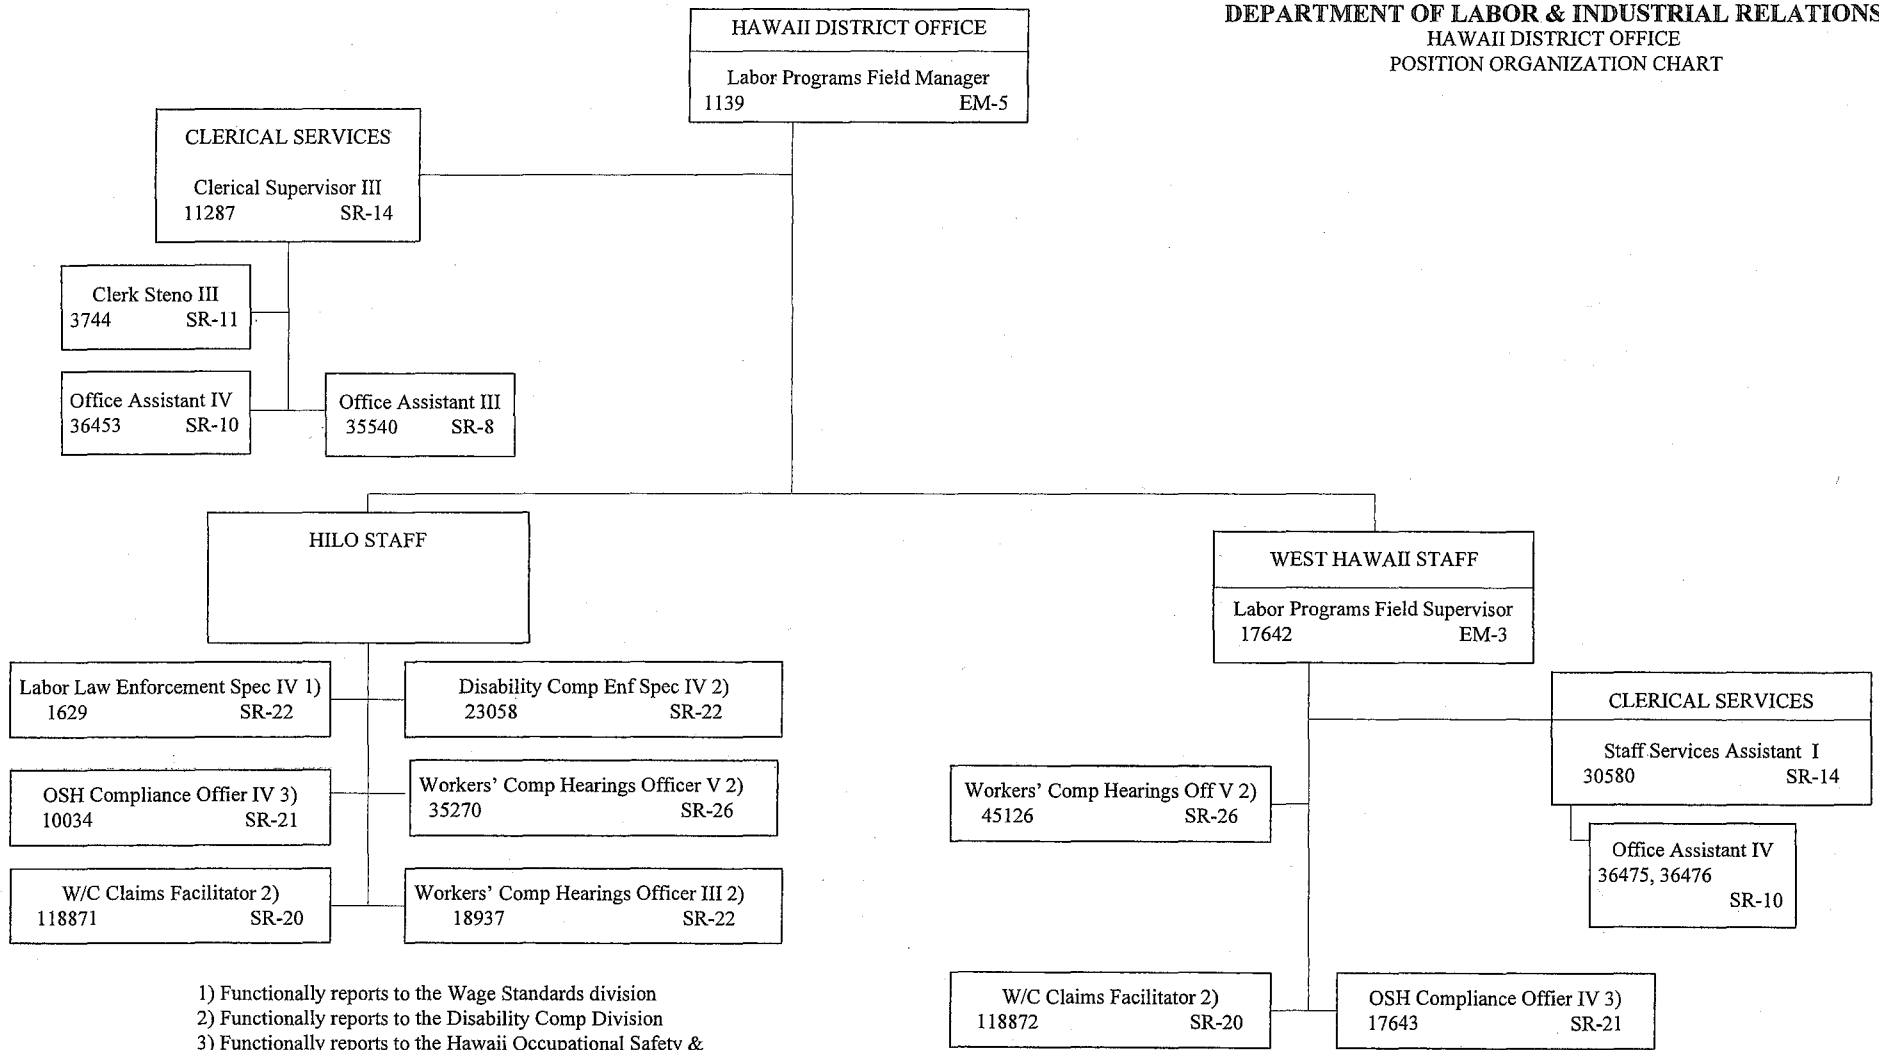 DEPARTMENT OF LABOR & INDUSTRIAL RELATIONS
HAWAII DISTRICT OFFICE
POSITION ORGANIZATION CHART
HAWAII DISTRICT OFFICE
Labor Programs Field Manager
1139 EM-5
CLERICAL SERVICES
Clerical Supervisor III
11287 SR-14
Clerk Steno III
3744 SR-11
Office Assistant IV
36453 SR-10
Office Assistant III
35540 SR-8
HILO STAFF
Labor Law Enforcement Spec IV 1)
1629 SR-22
Disability Comp Enf Spec IV 2)
23058 SR-22
OSH Compliance Offier IV 3)
10034 SR-21
Workers' Comp Hearings Officer V 2)
35270 SR-26
W/C Claims Facilitator 2)
118871 SR-20
Workers' Comp Hearings Officer III 2)
18937 SR-22
WEST HAWAII STAFF
Labor Programs Field Supervisor
17642 EM-3
CLERICAL SERVICES
Staff Services Assistant I
30580 SR-14
Office Assistant IV
36475, 36476
SR-10
Workers' Comp Hearings Off V 2)
45126 SR-26
W/C Claims Facilitator 2)
118872 SR-20
OSH Compliance Offier IV 3)
17643 SR-21
1) Functionally reports to the Wage Standards division
2) Functionally reports to the Disability Comp Division
3) Functionally reports to the Hawaii Occupational Safety &